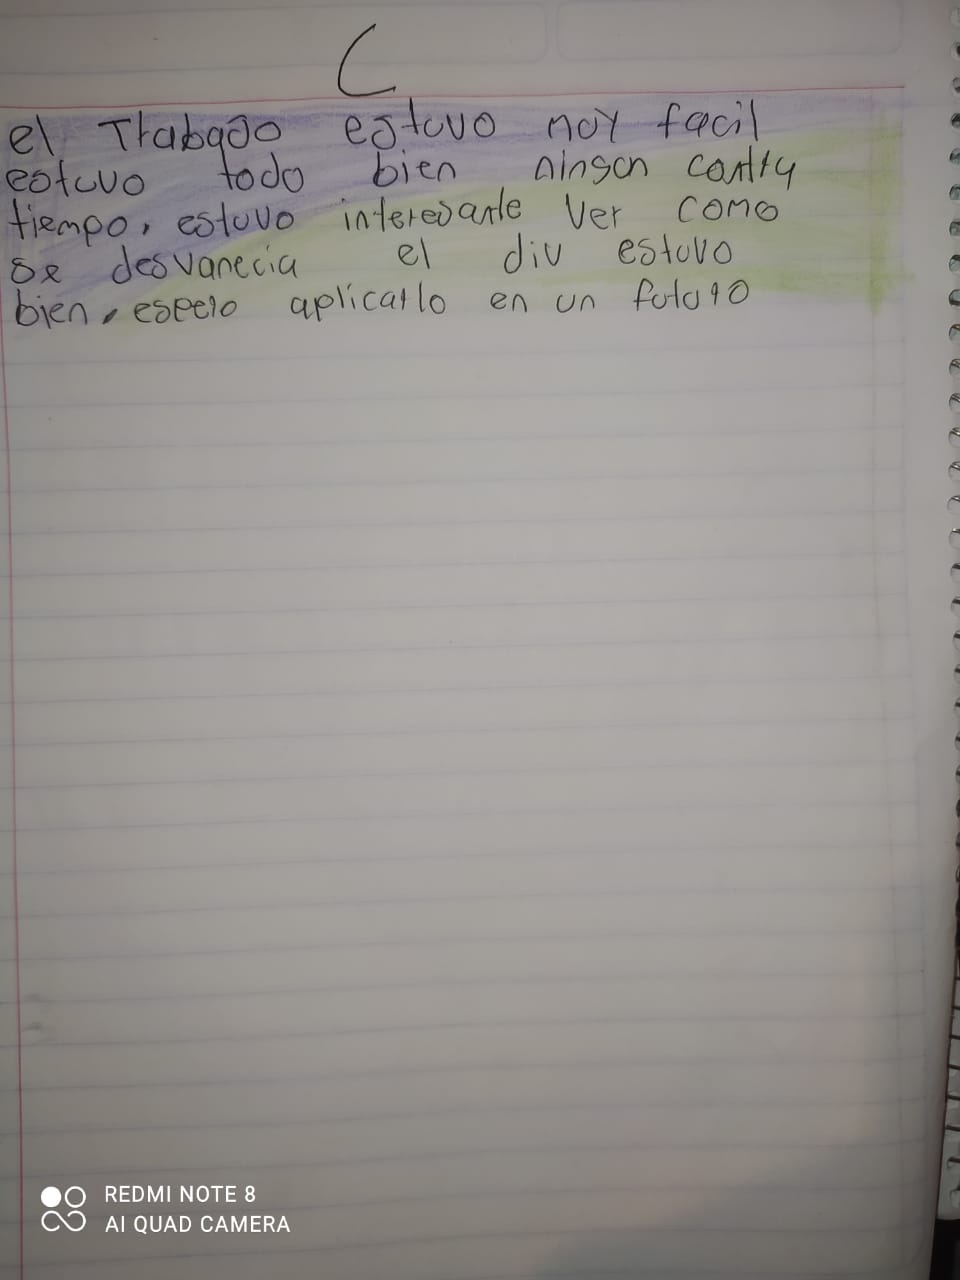 C
el Trabajo estuvo muy facil
estuvo todo bien ningun contra
tiempo, estuvo interesante ver como
se desvanecia el div estuvo
bien, espero aplicarlo en un futuro
REDMI NOTE 8
AI QUAD CAMERA